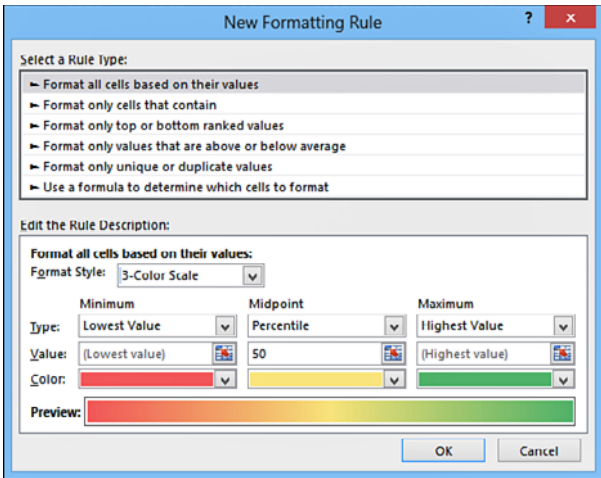 New Formatting Rule ? ×
Select a Rule Type:
► Format all cells based on their values
► Format only cells that contain
► Format only top or bottom ranked values
► Format only values that are above or below average
► Format only unique or duplicate values
► Use a formula to determine which cells to format
Edit the Rule Description:
Format all cells based on their values:
Format Style: 3-Color Scale
Minimum Midpoint Maximum
Type: Lowest Value Percentile Highest Value
Value: (Lowest value) 50 (Highest value)
Color:
Preview:
OK Cancel